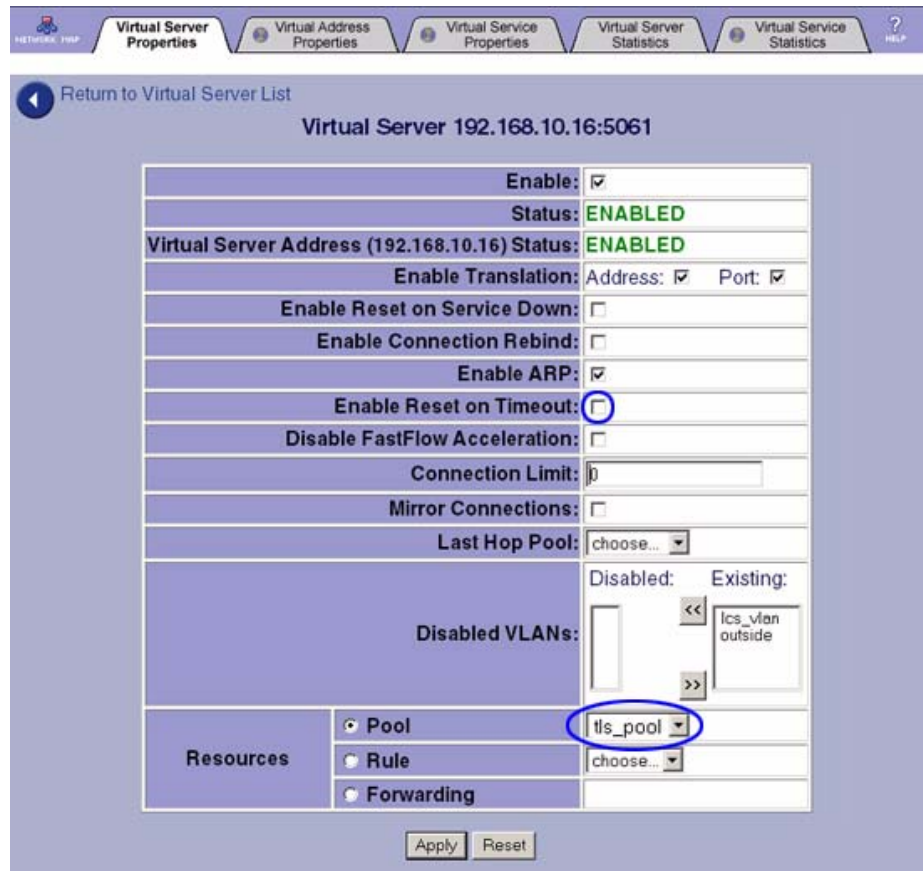 NETWORK MAP
Virtual Server Properties
Virtual Address Properties
Virtual Service Properties
Virtual Server Statistics
Virtual Service Statistics
? HELP
Return to Virtual Server List
Virtual Server 192.168.10.16:5061
Enable:
Status: ENABLED
Virtual Server Address (192.168.10.16) Status: ENABLED
Enable Translation: Address: Port:
Enable Reset on Service Down:
Enable Connection Rebind:
Enable ARP:
Enable Reset on Timeout:
Disable FastFlow Acceleration:
Connection Limit: 0
Mirror Connections:
Last Hop Pool: choose...
Disabled VLANs:
Disabled: Existing:
<<
lcs_vlan
outside
>>
Resources
Pool tls_pool
Rule choose...
Forwarding
Apply Reset